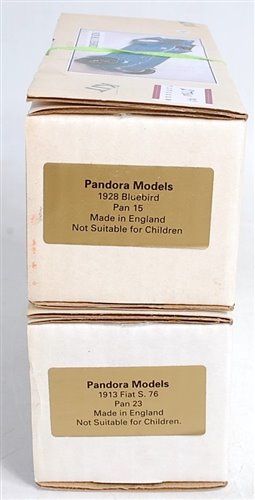 Pandora Models
1928 Bluebird
Pan 15
Made in England
Not Suitable for Children
Pandora Models
1913 Fiat S. 76
Pan 23
Made in England
Not Suitable for Children.